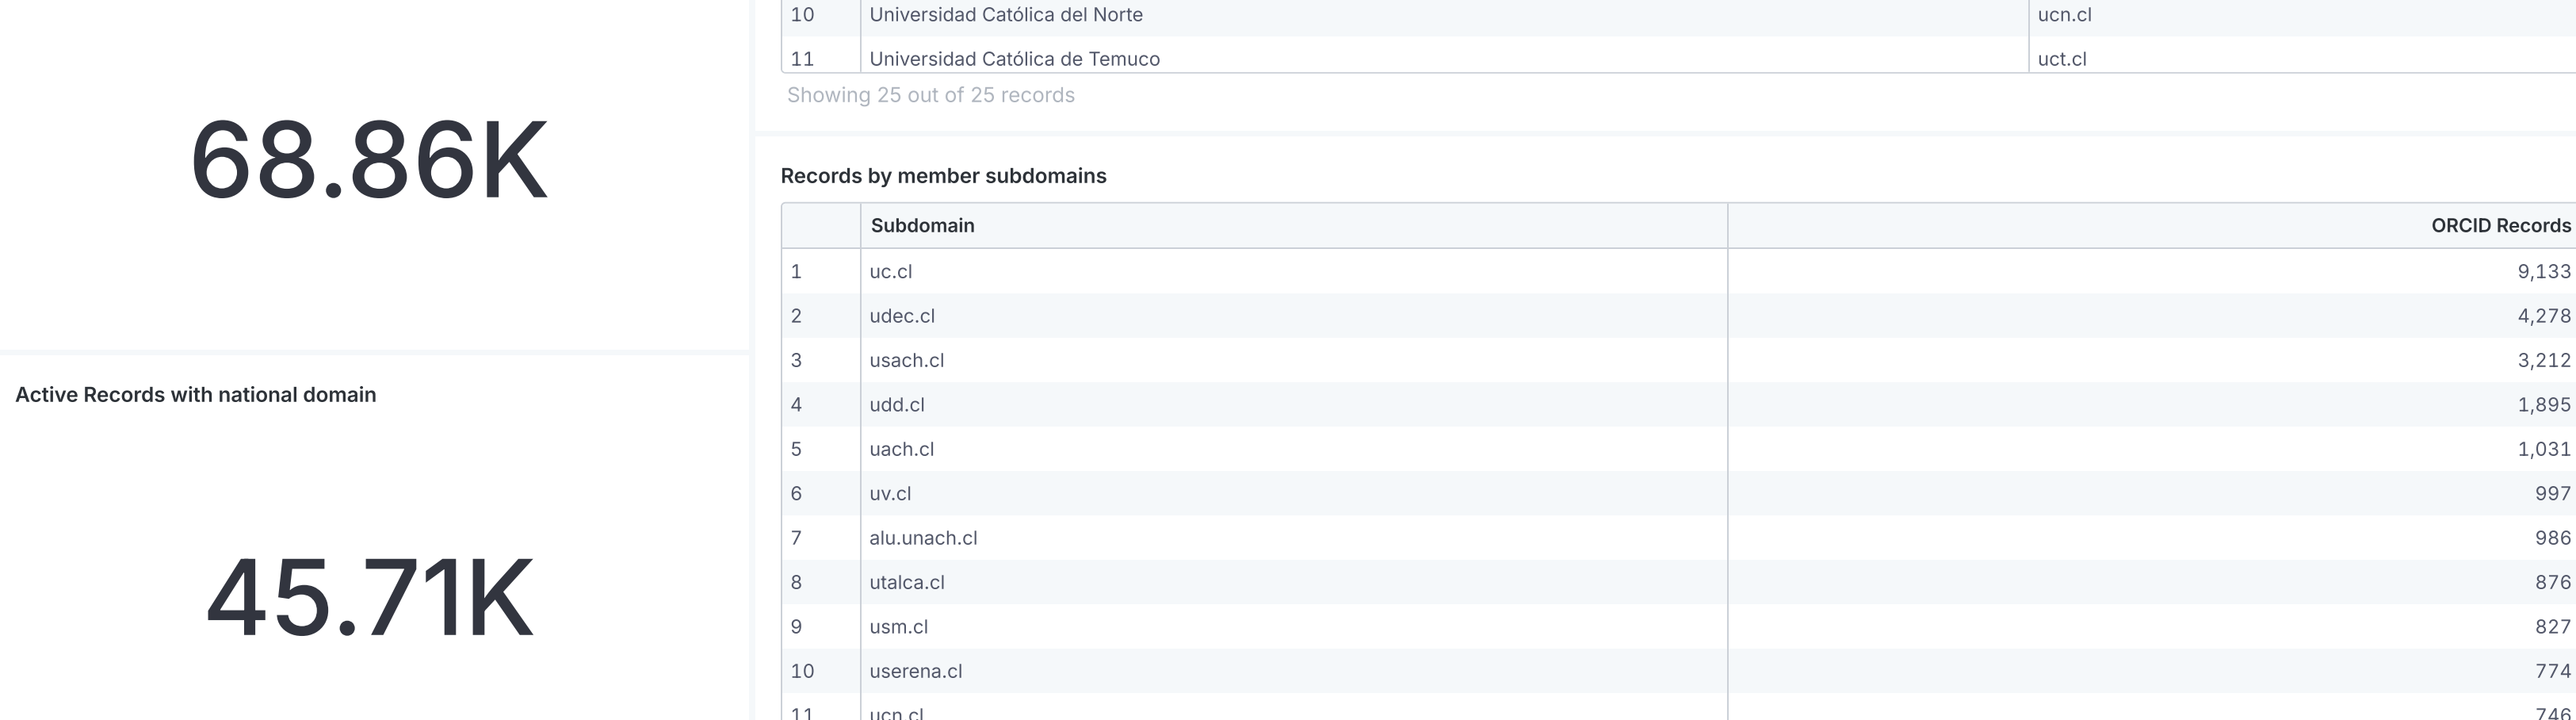 68.86K
Active Records with national domain
45.71K
10 Universidad Católica del Norte ucn.cl
11 Universidad Católica de Temuco uct.cl
Showing 25 out of 25 records
Records by member subdomains
Subdomain ORCID Records
1 uc.cl 9,133
2 udec.cl 4,278
3 usach.cl 3,212
4 udd.cl 1,895
5 uach.cl 1,031
6 uv.cl 997
7 alu.unach.cl 986
8 utalca.cl 876
9 usm.cl 827
10 userena.cl 774
11 ucn.cl 746